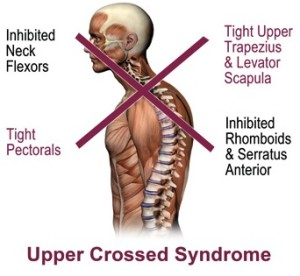 Inhibited
Neck
Flexors
Tight Upper
Trapezius
& Levator
Scapula
Tight
Pectorals
Inhibited
Rhomboids
& Serratus
Anterior
Upper Crossed Syndrome